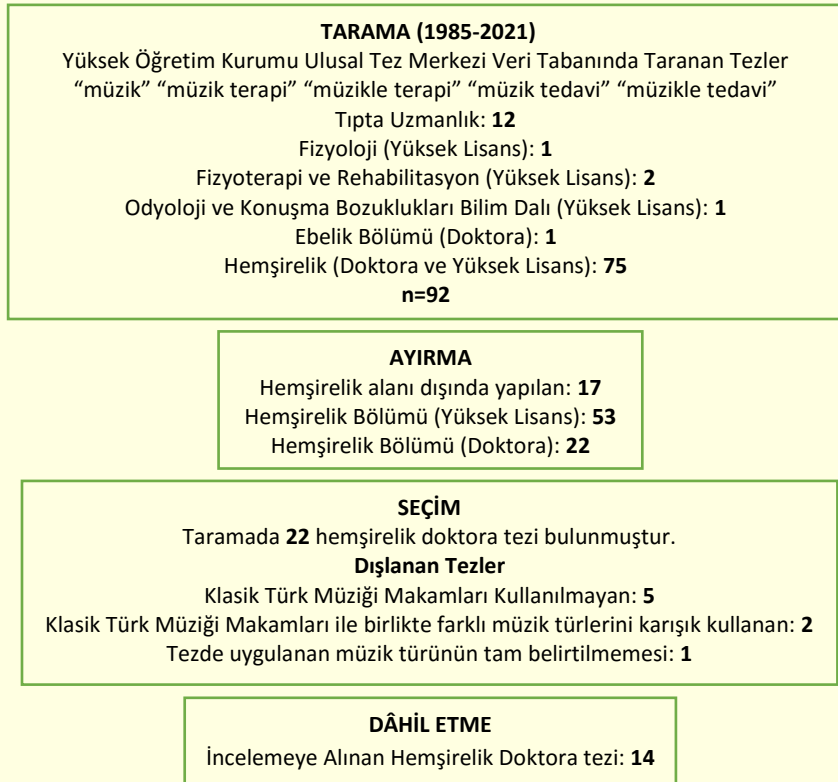 TARAMA (1985-2021)
Yüksek Öğretim Kurumu Ulusal Tez Merkezi Veri Tabanında Taranan Tezler
“müzik” “müzik terapi” “müzikle terapi” “müzik tedavi” “müzikle tedavi”
Tıpta Uzmanlık: 12
Fizyoloji (Yüksek Lisans): 1
Fizyoterapi ve Rehabilitasyon (Yüksek Lisans): 2
Odyoloji ve Konuşma Bozuklukları Bilim Dalı (Yüksek Lisans): 1
Ebelik Bölümü (Doktora): 1
Hemşirelik (Doktora ve Yüksek Lisans): 75
n=92
AYIRMA
Hemşirelik alanı dışında yapılan: 17
Hemşirelik Bölümü (Yüksek Lisans): 53
Hemşirelik Bölümü (Doktora): 22
SEÇİM
Taramada 22 hemşirelik doktora tezi bulunmuştur.
Dışlanan Tezler
Klasik Türk Müziği Makamları Kullanılmayan: 5
Klasik Türk Müziği Makamları ile birlikte farklı müzik türlerini karışık kullanan: 2
Tezde uygulanan müzik türünün tam belirtilmemesi: 1
DÂHİL ETME
İncelemeye Alınan Hemşirelik Doktora tezi: 14